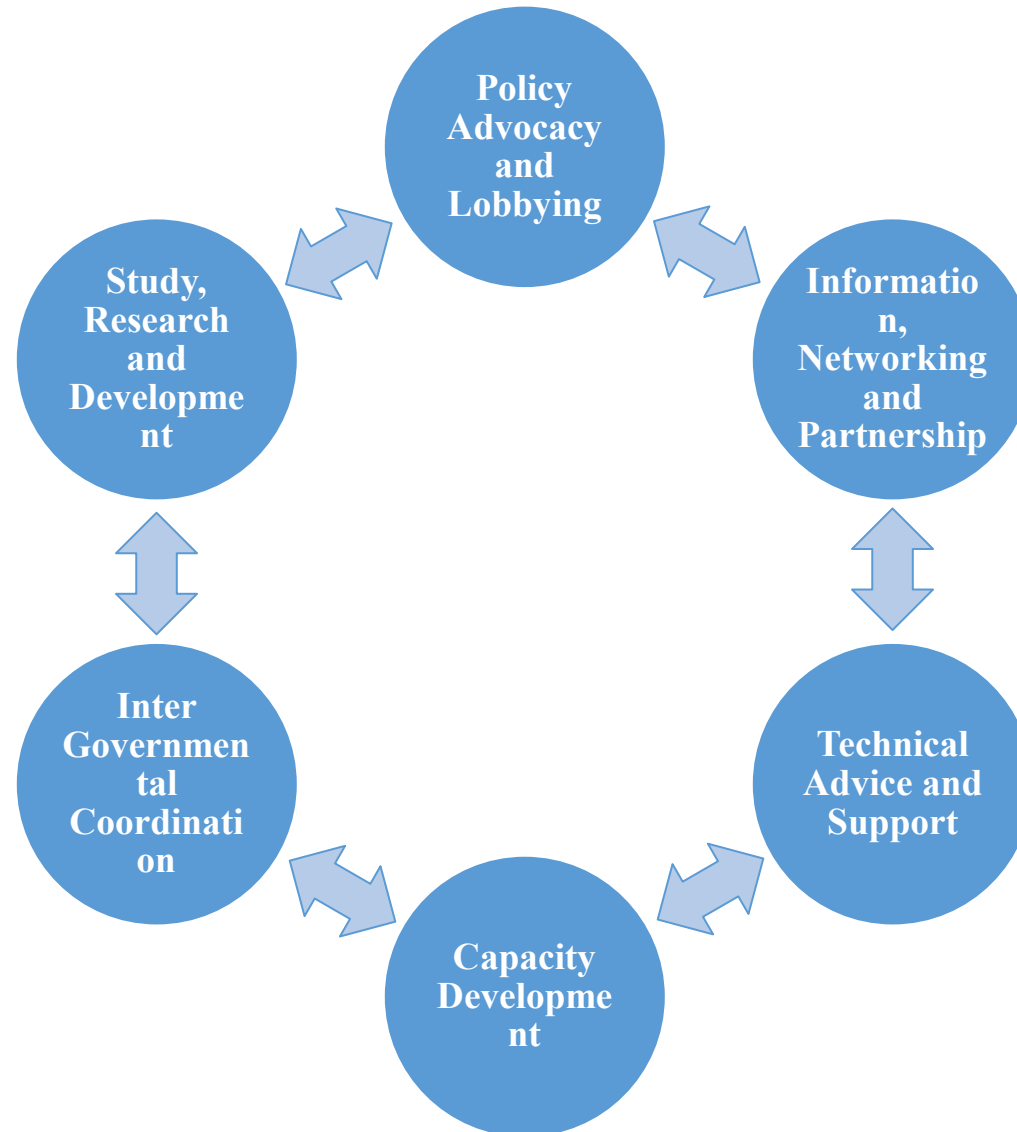 Policy
Advocacy
and
Lobbying
Informatio
n,
Networking
and
Partnership
Technical
Advice and
Support
Capacity
Developme
nt
Inter
Governmen
tal
Coordinati
on
Study,
Research
and
Developme
nt